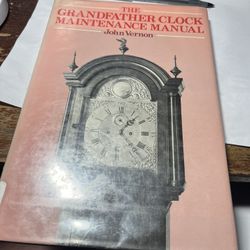 THE
GRANDFATHER CLOCK
MAINTENANCE MANUAL
John Vernon